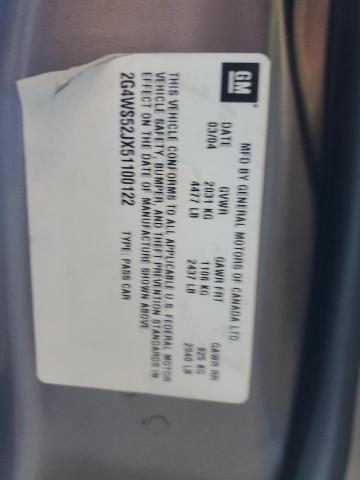 GM
MFD BY GENERAL MOTORS OF CANADA LTD.
DATE GVWR GAWR FRT GAWR RR
03/04 2031 KG 1106 KG 925 KG
4477 LB 2437 LB 2040 LB
THIS VEHICLE CONFORMS TO ALL APPLICABLE U.S. FEDERAL MOTOR
VEHICLE SAFETY, BUMPER, AND THEFT PREVENTION STANDARDS IN
EFFECT ON THE DATE OF MANUFACTURE SHOWN ABOVE.
2G4WS52JX51100122 TYPE: PASS CAR